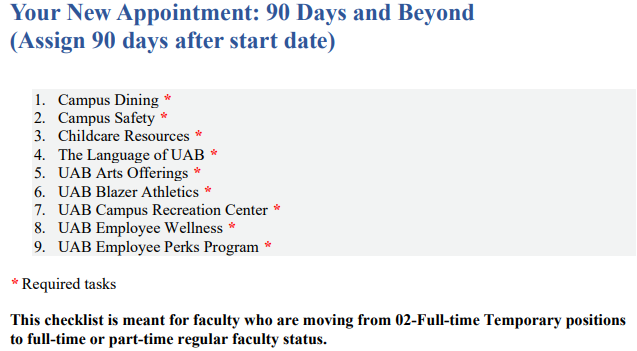 Your New Appointment: 90 Days and Beyond
(Assign 90 days after start date)
1. Campus Dining *
2. Campus Safety *
3. Childcare Resources *
4. The Language of UAB *
5. UAB Arts Offerings *
6. UAB Blazer Athletics *
7. UAB Campus Recreation Center *
8. UAB Employee Wellness *
9. UAB Employee Perks Program *
* Required tasks
This checklist is meant for faculty who are moving from 02-Full-time Temporary positions
to full-time or part-time regular faculty status.